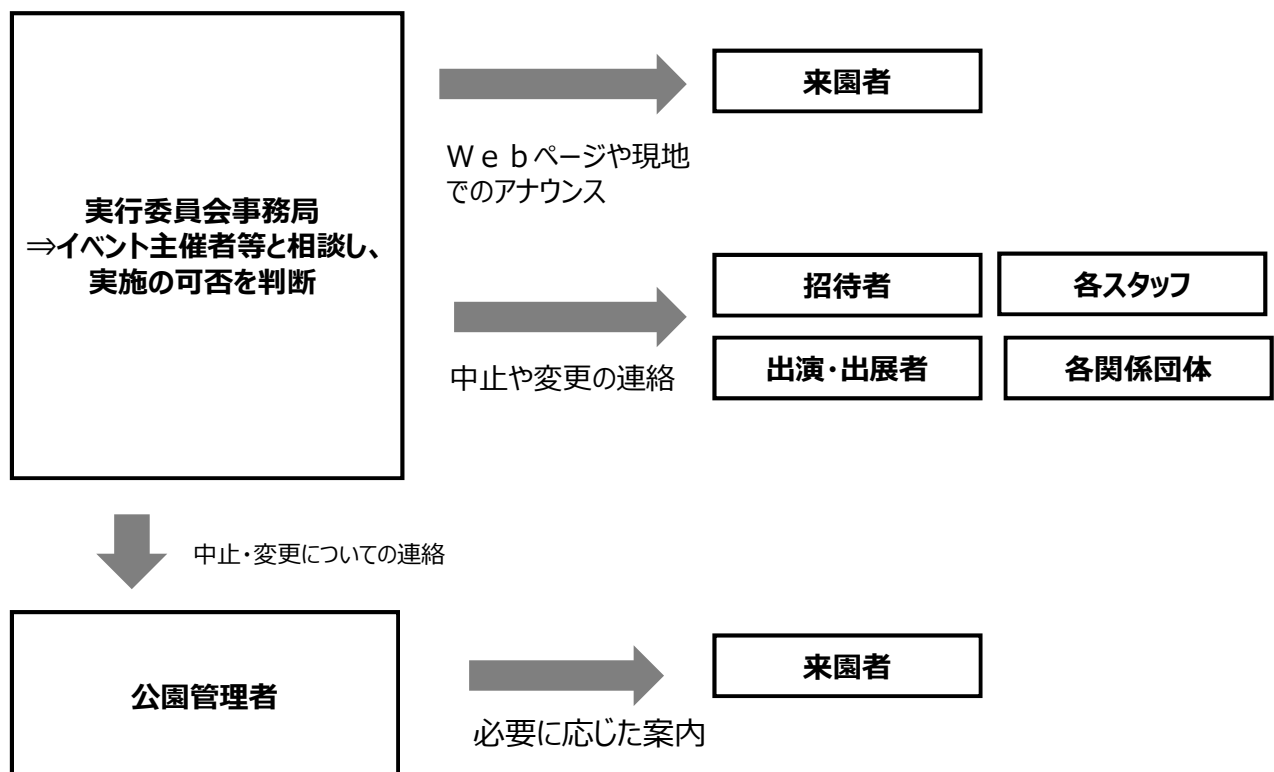 来園者
Ｗｅｂページや現地
でのアナウンス
実行委員会事務局
⇒イベント主催者等と相談し、
実施の可否を判断
招待者
各スタッフ
中止や変更の連絡
出演・出展者
各関係団体
中止・変更についての連絡
公園管理者
来園者
必要に応じた案内